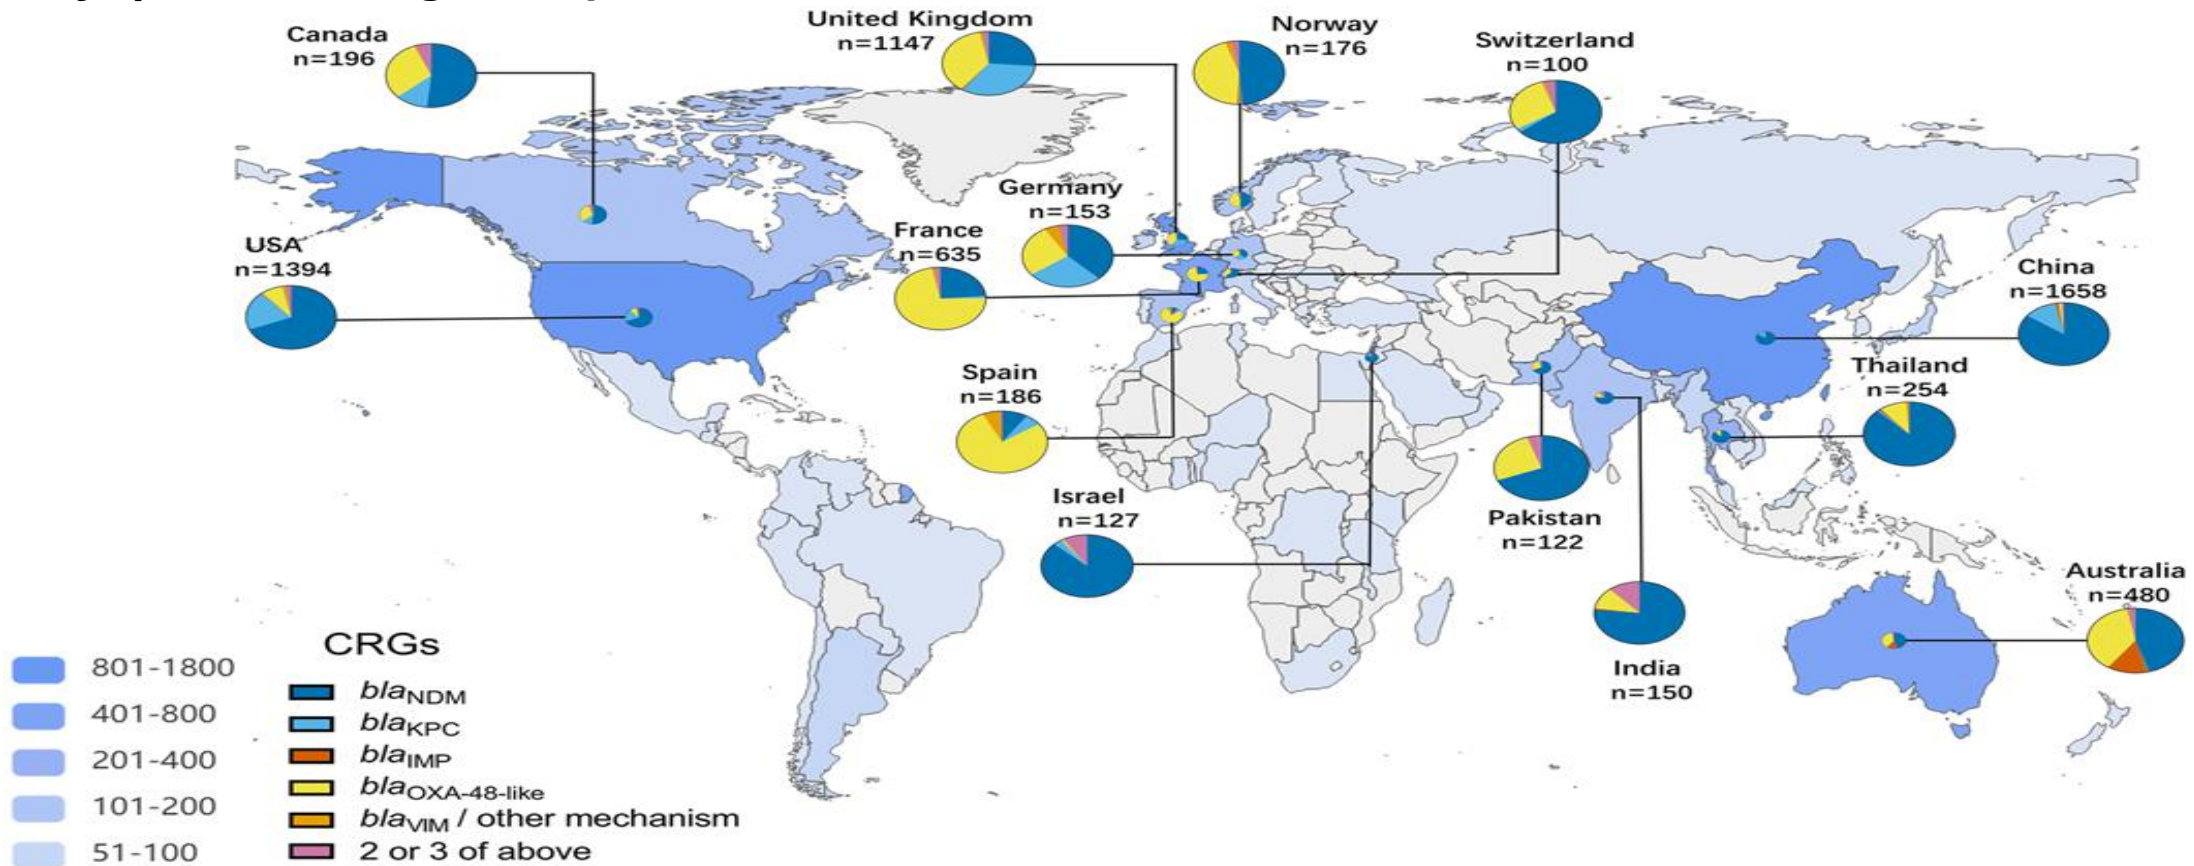 Canada
n=196
United Kingdom
n=1147
Norway
n=176
Switzerland
n=100
Germany
n=153
France
n=635
USA
n=1394
China
n=1658
Thailand
n=254
Spain
n=186
Israel
n=127
Pakistan
n=122
India
n=150
Australia
n=480
801-1800
401-800
201-400
101-200
51-100
CRGs
blaNDM
blaKPC
blaIMP
blaOXA-48-like
blaVIM / other mechanism
2 or 3 of above